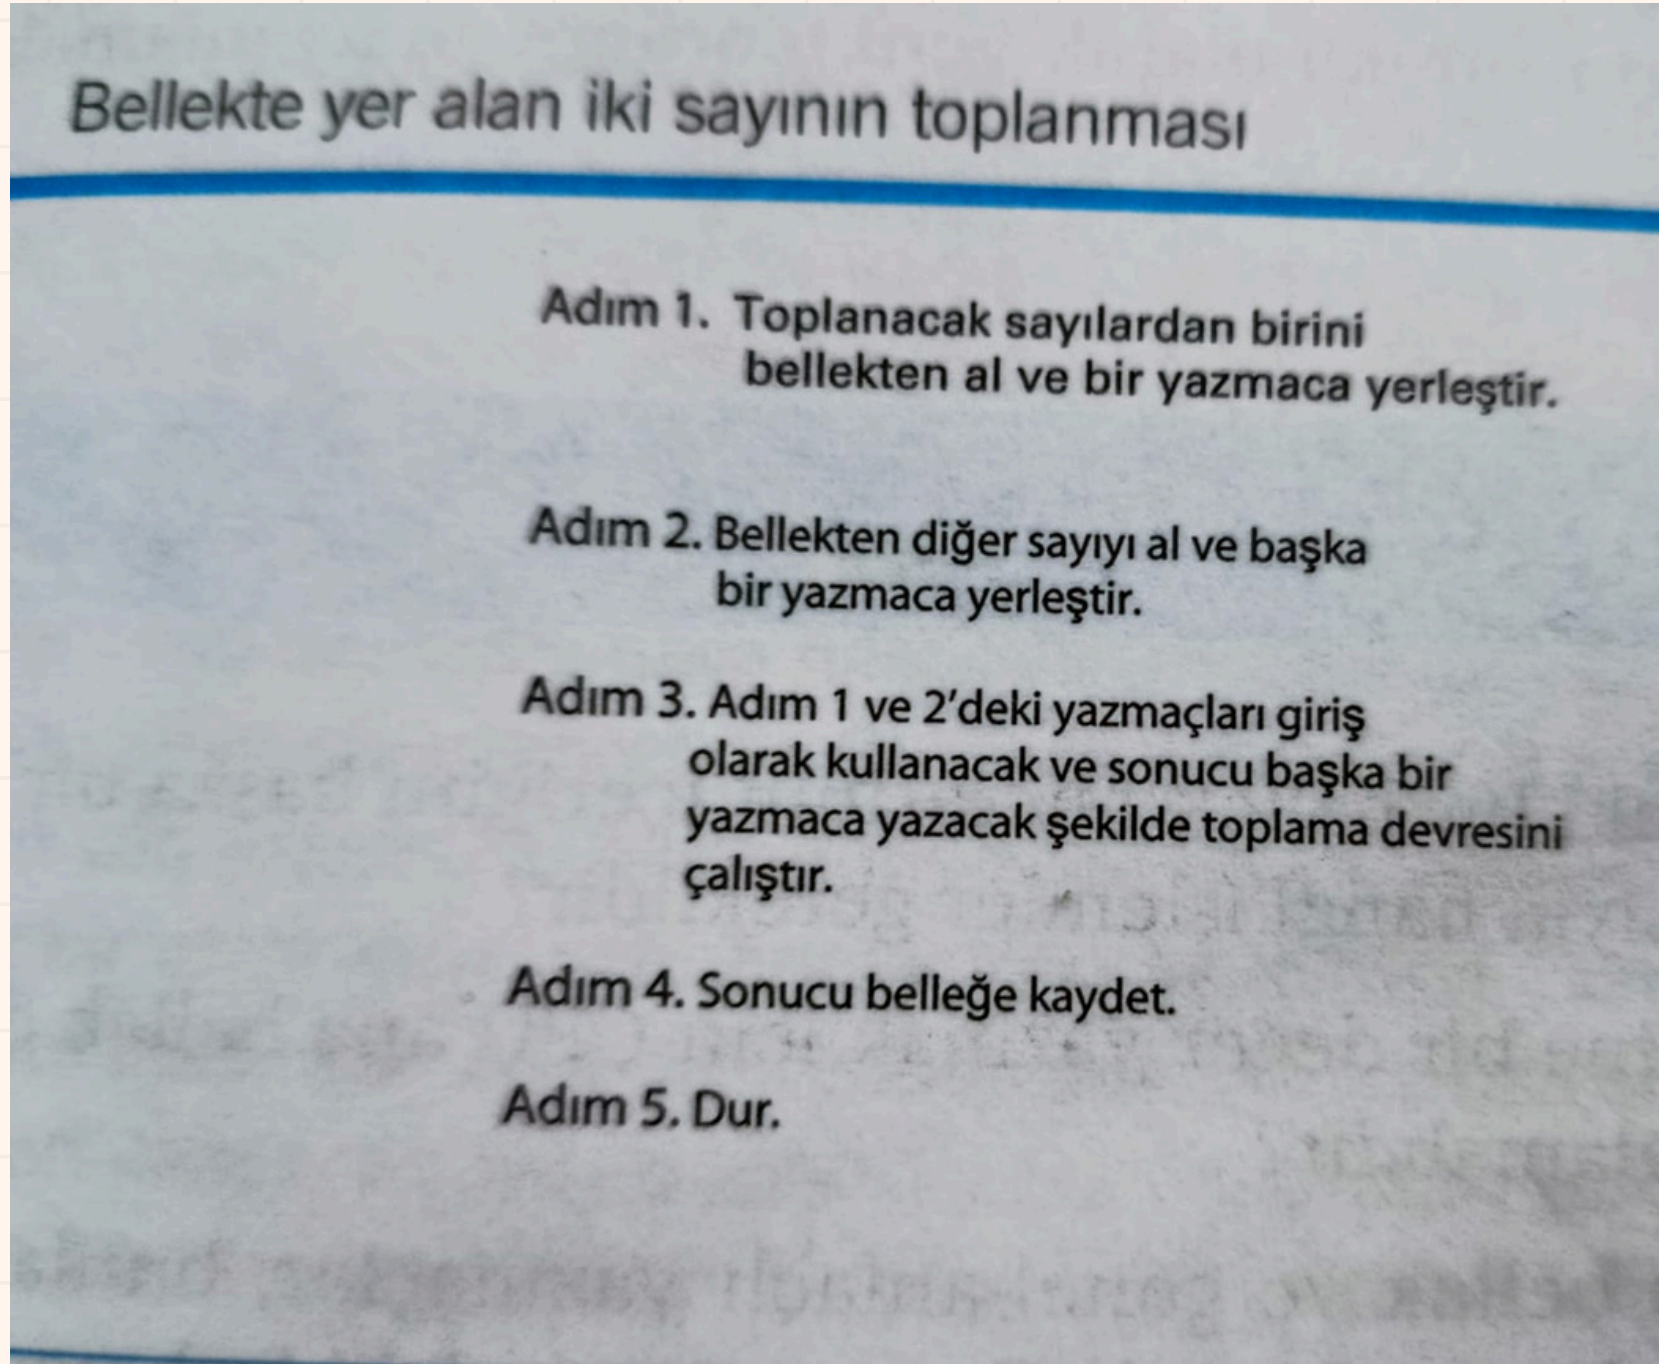 Bellekte yer alan iki sayının toplanması
Adım 1. Toplanacak sayılardan birini
bellekten al ve bir yazmaca yerleştir.
Adım 2. Bellekten diğer sayıyı al ve başka
bir yazmaca yerleştir.
Adım 3. Adım 1 ve 2'deki yazmaçları giriş
olarak kullanacak ve sonucu başka bir
yazmaca yazacak şekilde toplama devresini
çalıştır.
Adım 4. Sonucu belleğe kaydet.
Adım 5. Dur.